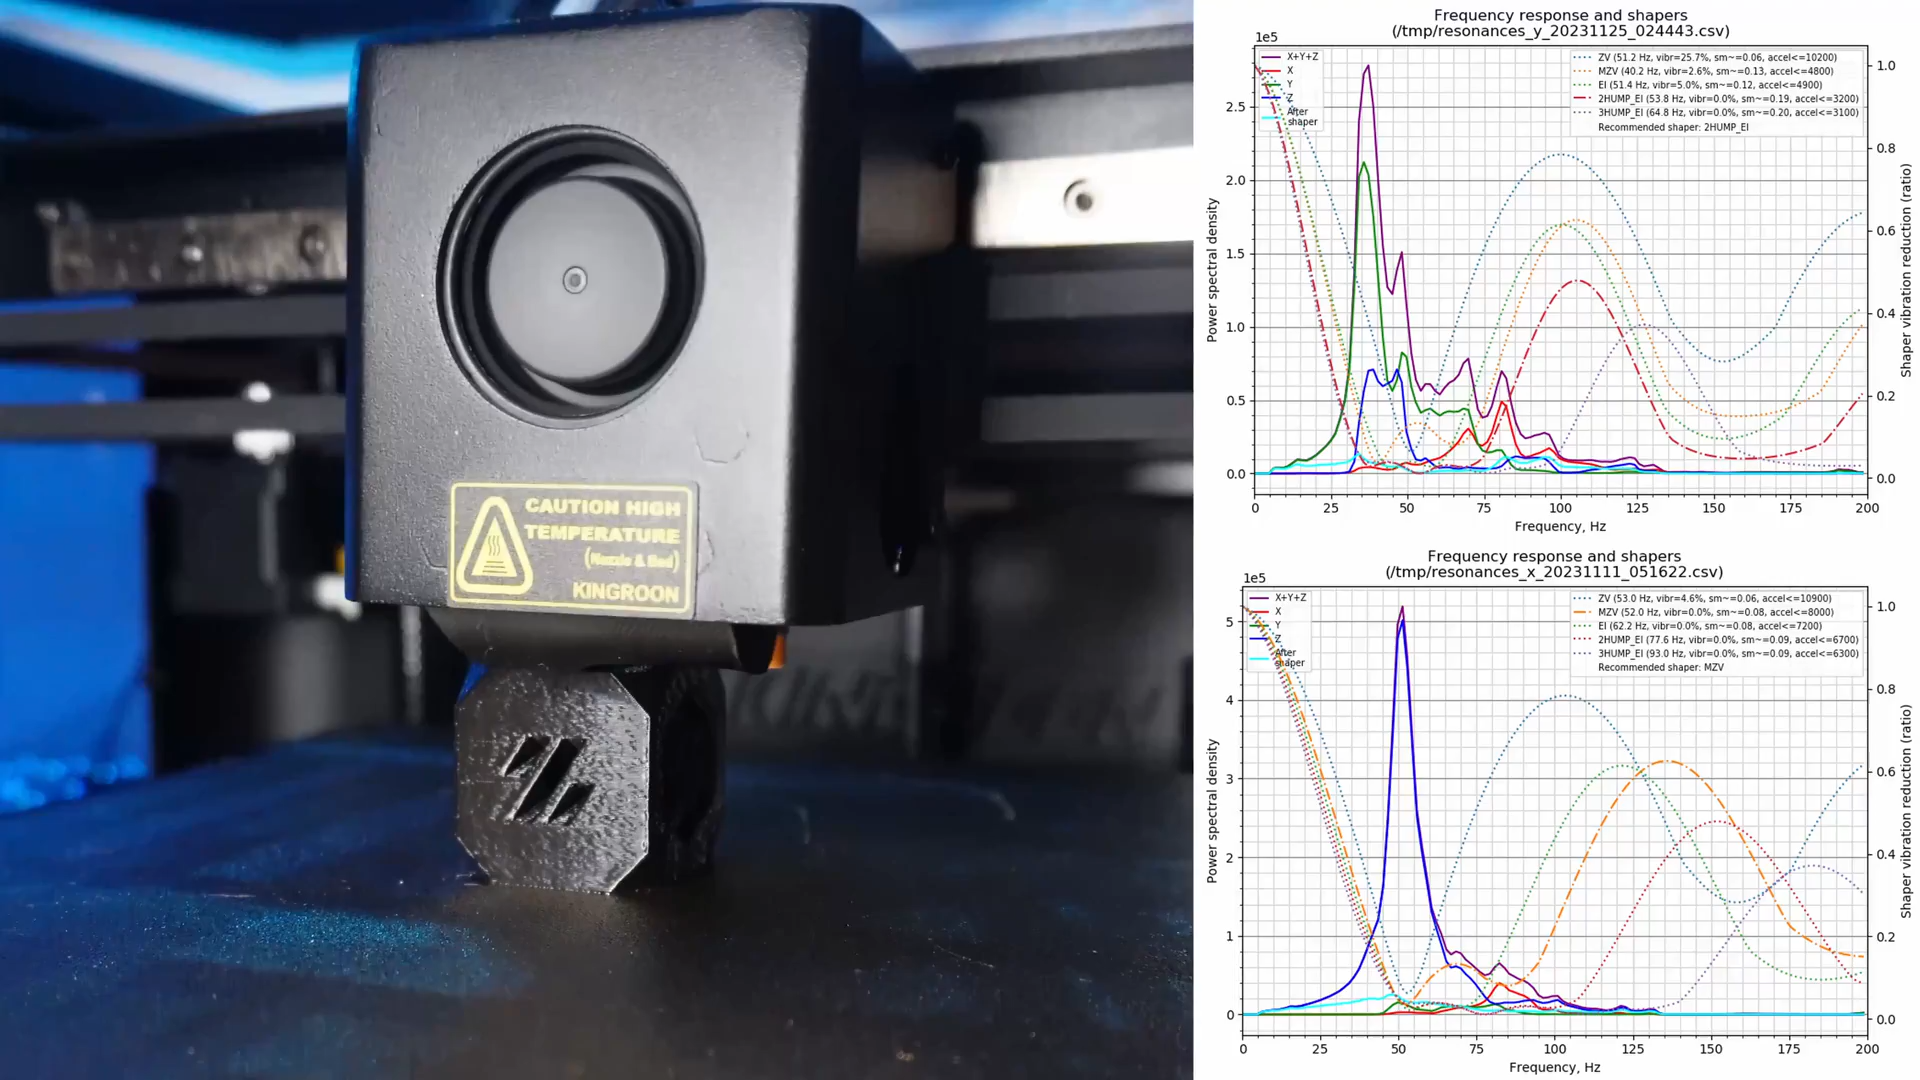 CAUTION HIGH
TEMPERATURE
(Nozzle & Bed)
KINGROON
Frequency response and shapers
(/tmp/resonances_y_20231125_024443.csv)
1e5
X+Y+Z
X
Y
Z
After
shaper
ZV (51.2 Hz, vibr=25.7%, sm~=0.06, accel<=10200)
MZV (40.2 Hz, vibr=2.6%, sm~=0.13, accel<=4800)
EI (51.4 Hz, vibr=5.0%, sm~=0.12, accel<=4900)
2HUMP_EI (53.8 Hz, vibr=0.0%, sm~=0.19, accel<=3200)
3HUMP_EI (64.8 Hz, vibr=0.0%, sm~=0.20, accel<=3100)
Recommended shaper: 2HUMP_EI
2.5
2.0
1.5
1.0
0.5
0.0
Power spectral density
1.0
0.8
0.6
0.4
0.2
0.0
Shaper vibration reduction (ratio)
0 25 50 75 100 125 150 175 200
Frequency, Hz
Frequency response and shapers
(/tmp/resonances_x_20231111_051622.csv)
1e5
X+Y+Z
X
Y
Z
After
shaper
ZV (53.0 Hz, vibr=4.6%, sm~=0.06, accel<=10900)
MZV (52.0 Hz, vibr=0.0%, sm~=0.08, accel<=8000)
EI (62.2 Hz, vibr=0.0%, sm~=0.08, accel<=7200)
2HUMP_EI (77.6 Hz, vibr=0.0%, sm~=0.09, accel<=6700)
3HUMP_EI (93.0 Hz, vibr=0.0%, sm~=0.09, accel<=6300)
Recommended shaper: MZV
5
4
3
2
1
0
Power spectral density
1.0
0.8
0.6
0.4
0.2
0.0
Shaper vibration reduction (ratio)
0 25 50 75 100 125 150 175 200
Frequency, Hz